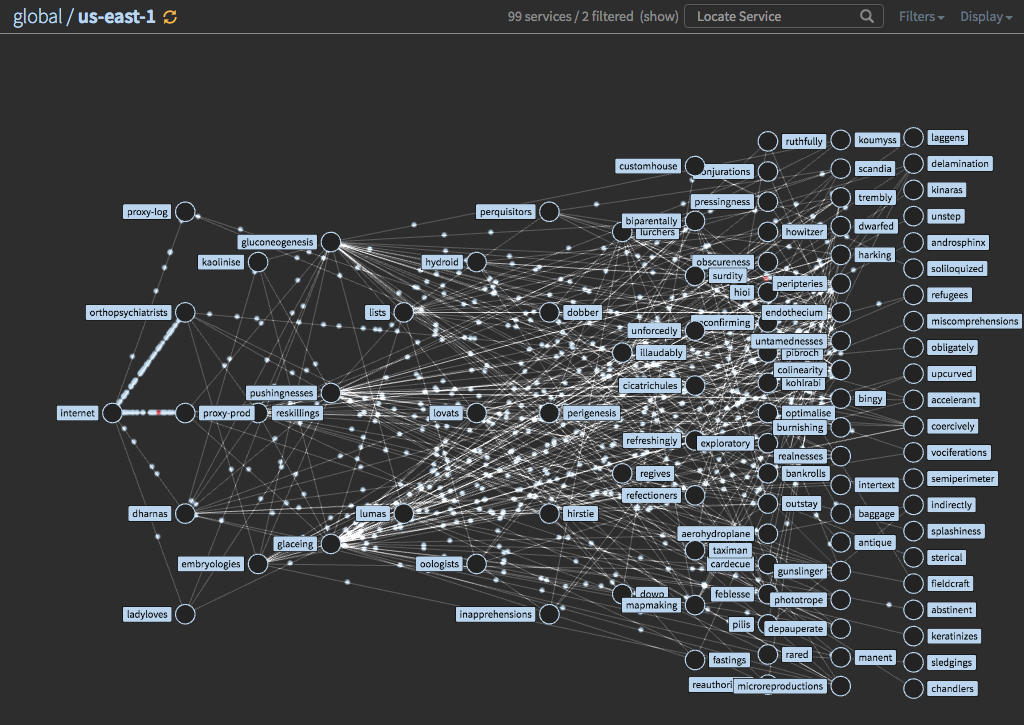 global / us-east-1
99 services / 2 filtered (show)
Locate Service
Filters
Display
internet
proxy-log
orthopsychiatrists
proxy-prod
dharnas
ladyloves
kaolinise
reskillings
embryologies
gluconeogenesis
pushingnesses
glaceing
lists
lumas
hydroid
lovats
oologists
perquisitors
dobber
perigenesis
hirstie
inapprehensions
lurchers
illaudably
regives
customhouse
biparentally
surdity
unforcedly
cicatrichules
refreshingly
refectioners
taximan
mapmaking
fastings
ruthfully
onjurations
pressingness
howitzer
obscureness
hioi
econfirming
pibroch
kohlrabi
optimalise
exploratory
bankrolls
outstay
aerohydroplane
cardecue
feblesse
pilis
rared
reauthori
koumyss
scandia
trembly
dwarfed
harking
peripteries
endothecium
untamednesses
colinearity
bingy
burnishing
realnesses
intertext
baggage
antique
gunslinger
phototrope
depauperate
manent
microreproductions
laggens
delamination
kinaras
unstep
androsphinx
soliloquized
refugees
miscomprehensions
obligately
upcurved
accelerant
coercively
vociferations
semiperimeter
indirectly
splashiness
sterical
fieldcraft
abstinent
keratinizes
sledgings
chandlers